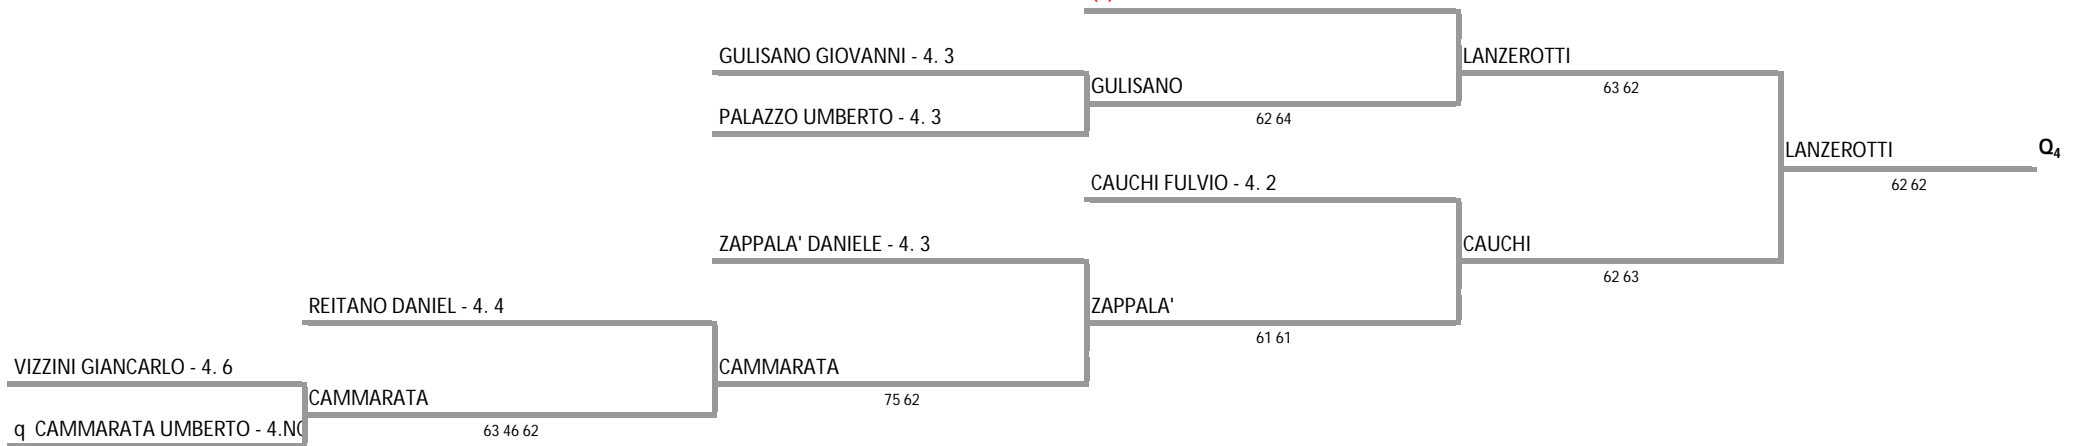 GULISANO GIOVANNI - 4. 3
LANZEROTTI
GULISANO
63 62
PALAZZO UMBERTO - 4. 3
62 64
LANZEROTTI
Q4
CAUCHI FULVIO - 4. 2
62 62
ZAPPALA' DANIELE - 4. 3
CAUCHI
62 63
REITANO DANIEL - 4. 4
ZAPPALA'
61 61
VIZZINI GIANCARLO - 4. 6
CAMMARATA
CAMMARATA
75 62
q CAMMARATA UMBERTO - 4.NC
63 46 62